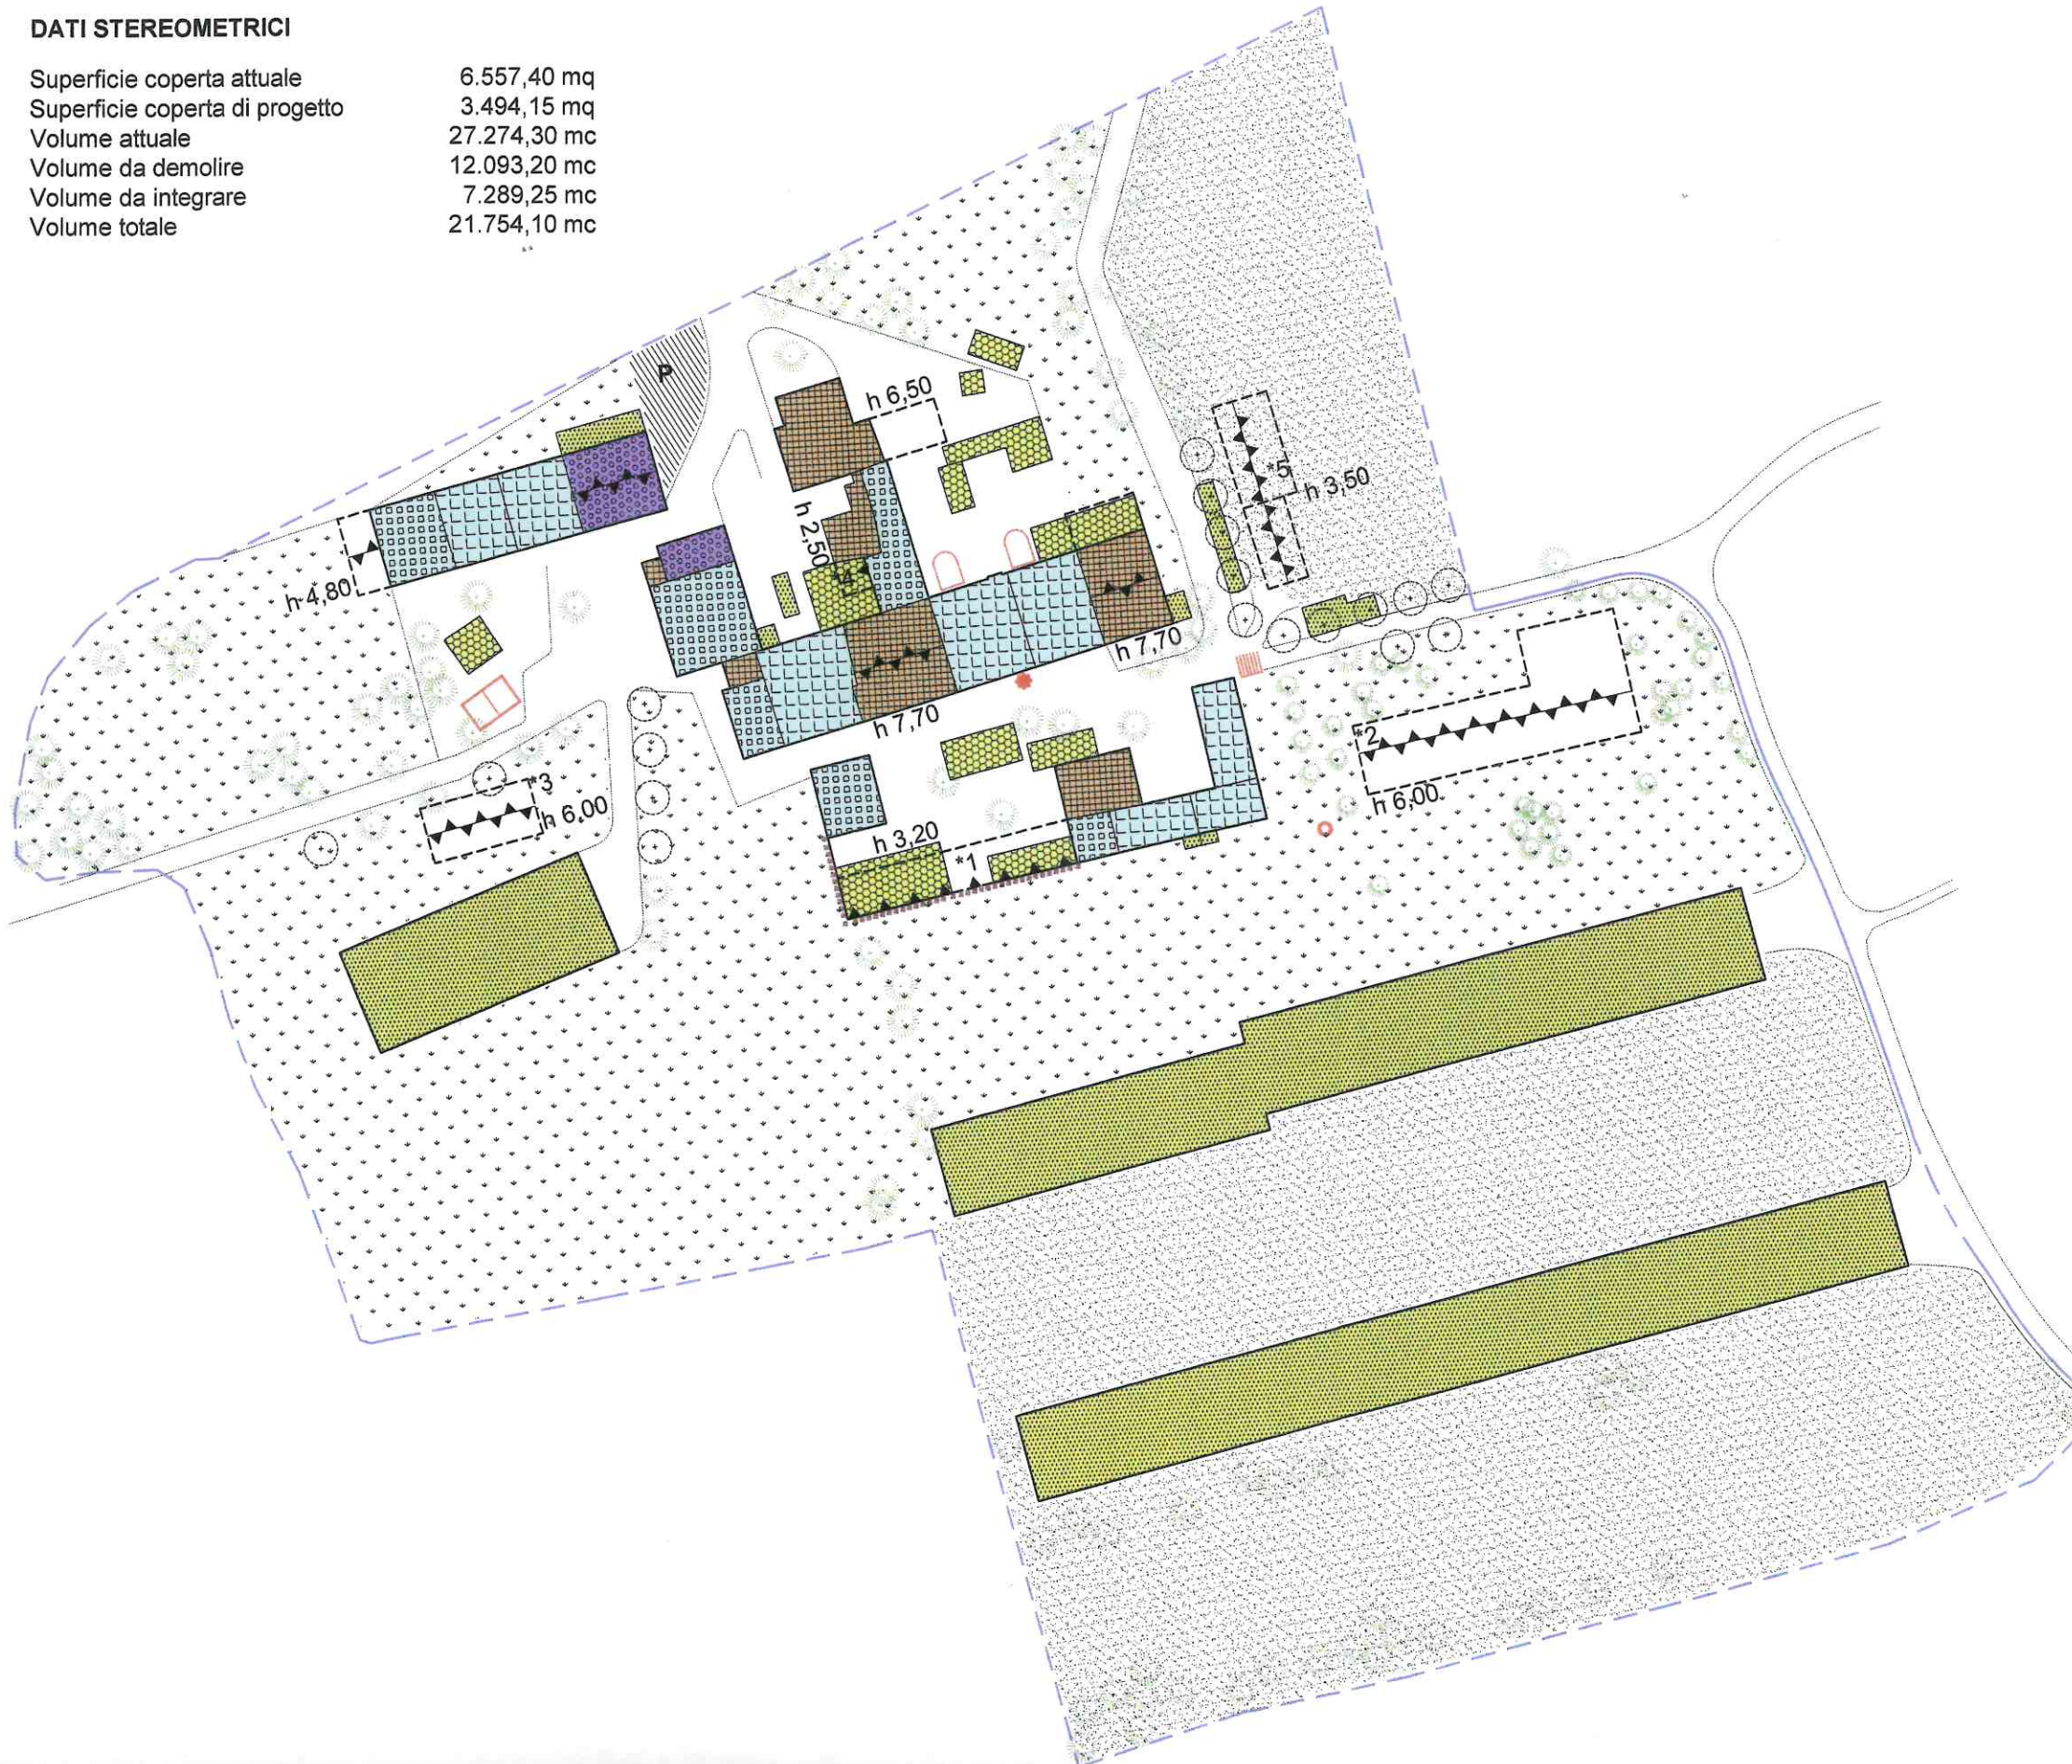 DATI STEREOMETRICI
Superficie coperta attuale 6.557,40 mq
Superficie coperta di progetto 3.494,15 mq
Volume attuale 27.274,30 mc
Volume da demolire 12.093,20 mc
Volume da integrare 7.289,25 mc
Volume totale 21.754,10 mc
P
h 6,50
*5
h 3,50
h 2,50
*4
h 4,80
h 7,70
h 7,70
*2
h 6,00
*3
h 6,00
h 3,20
*1